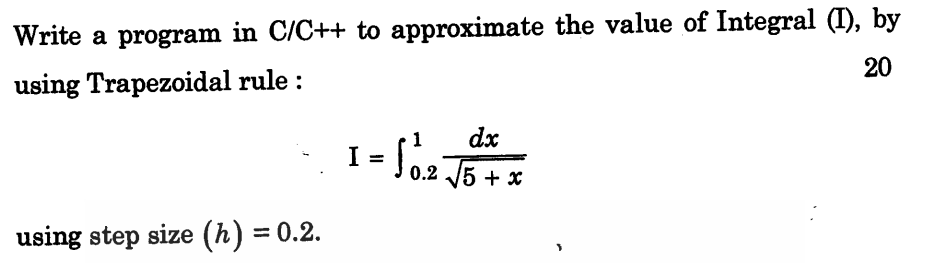 Write a program in C/C++ to approximate the value of Integral (I), by
using Trapezoidal rule : 20
I = ∫_{0.2}^{1} dx / √(5 + x)
using step size (h) = 0.2.